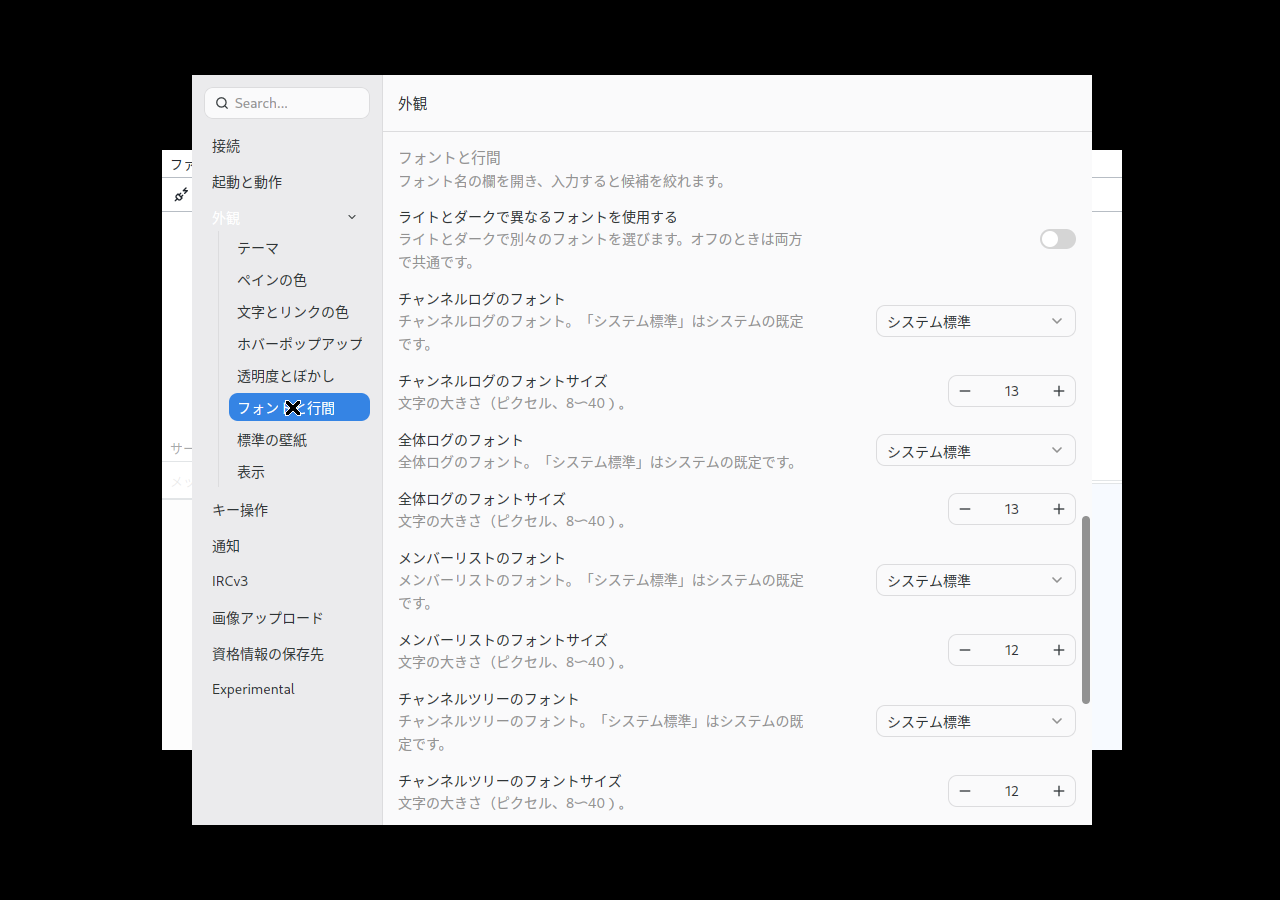 Search...
接続
起動と動作
外観
テーマ
ペインの色
文字とリンクの色
ホバーポップアップ
透明度とぼかし
標準の壁紙
表示
キー操作
通知
IRCv3
画像アップロード
資格情報の保存先
Experimental
外観
フォントと行間
フォント名の欄を開き、入力すると候補を絞れます。
ライトとダークで異なるフォントを使用する
ライトとダークで別々のフォントを選びます。オフのときは両方
で共通です。
チャンネルログのフォント
チャンネルログのフォント。「システム標準」はシステムの既定
です。
システム標準
チャンネルログのフォントサイズ
文字の大きさ（ピクセル、8〜40）。
13
全体ログのフォント
全体ログのフォント。「システム標準」はシステムの既定です。
システム標準
全体ログのフォントサイズ
文字の大きさ（ピクセル、8〜40）。
13
メンバーリストのフォント
メンバーリストのフォント。「システム標準」はシステムの既定
です。
システム標準
メンバーリストのフォントサイズ
文字の大きさ（ピクセル、8〜40）。
12
チャンネルツリーのフォント
チャンネルツリーのフォント。「システム標準」はシステムの既
定です。
システム標準
チャンネルツリーのフォントサイズ
文字の大きさ（ピクセル、8〜40）。
12